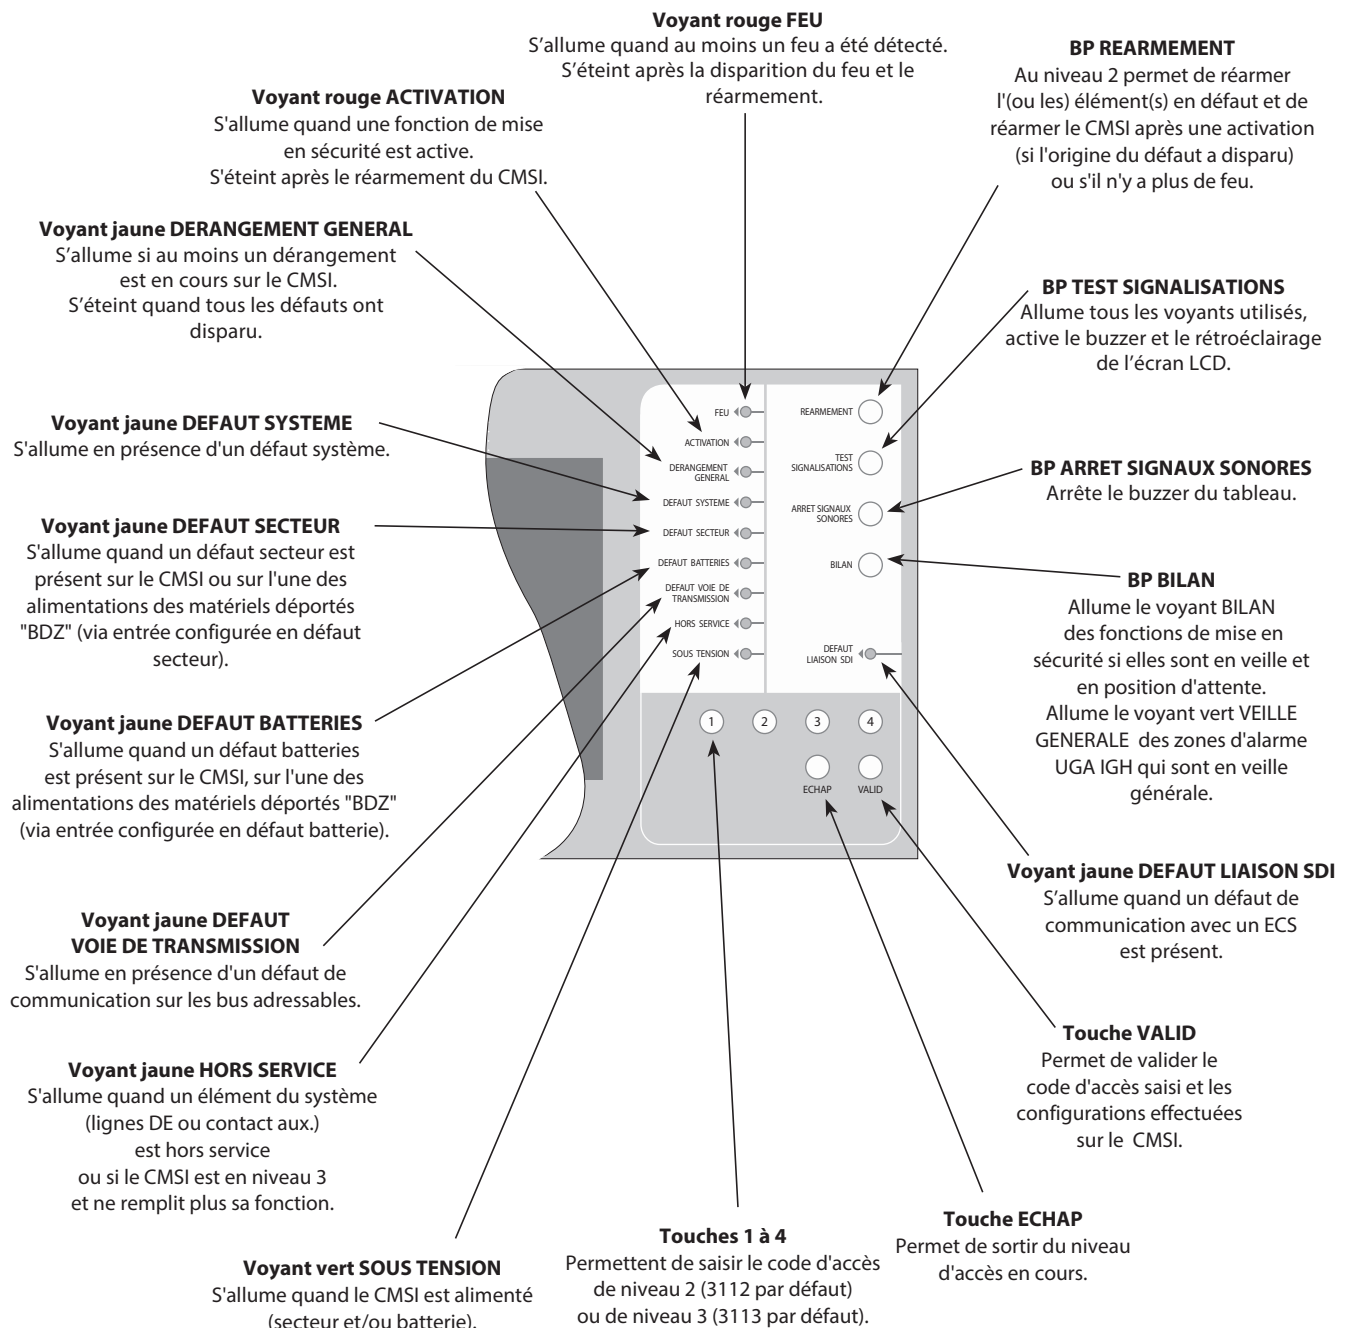 Voyant rouge FEU
S’allume quand au moins un feu a été détecté.
S’éteint après la disparition du feu et le
réarmement.
BP REARMEMENT
Au niveau 2 permet de réarmer
l'(ou les) élément(s) en défaut et de
réarmer le CMSI après une activation
(si l'origine du défaut a disparu)
ou s'il n'y a plus de feu.
Voyant rouge ACTIVATION
S'allume quand une fonction de mise
en sécurité est active.
S'éteint après le réarmement du CMSI.
Voyant jaune DERANGEMENT GENERAL
S’allume si au moins un dérangement
est en cours sur le CMSI.
S’éteint quand tous les défauts ont
disparu.
BP TEST SIGNALISATIONS
Allume tous les voyants utilisés,
active le buzzer et le rétroéclairage
de l’écran LCD.
Voyant jaune DEFAUT SYSTEME
S'allume en présence d'un défaut système.
BP ARRET SIGNAUX SONORES
Arrête le buzzer du tableau.
Voyant jaune DEFAUT SECTEUR
S'allume quand un défaut secteur est
présent sur le CMSI ou sur l'une des
alimentations des matériels déportés
"BDZ" (via entrée configurée en défaut
secteur).
BP BILAN
Allume le voyant BILAN
des fonctions de mise en
sécurité si elles sont en veille et
en position d'attente.
Allume le voyant vert VEILLE
GENERALE des zones d'alarme
UGA IGH qui sont en veille
générale.
Voyant jaune DEFAUT BATTERIES
S'allume quand un défaut batteries
est présent sur le CMSI, sur l'une des
alimentations des matériels déportés "BDZ"
(via entrée configurée en défaut batterie).
FEU
ACTIVATION
DERANGEMENT
GENERAL
DEFAUT SYSTEME
DEFAUT SECTEUR
DEFAUT BATTERIES
DEFAUT VOIE DE
TRANSMISSION
HORS SERVICE
SOUS TENSION
REARMEMENT
TEST
SIGNALISATIONS
ARRET SIGNAUX
SONORES
BILAN
DEFAUT
LIAISON SDI
1 2 3 4
ECHAP VALID
Voyant jaune DEFAUT LIAISON SDI
S’allume quand un défaut de
communication avec un ECS
est présent.
Voyant jaune DEFAUT
VOIE DE TRANSMISSION
S'allume en présence d'un défaut de
communication sur les bus adressables.
Touche VALID
Permet de valider le
code d'accès saisi et les
configurations effectuées
sur le CMSI.
Voyant jaune HORS SERVICE
S'allume quand un élément du système
(lignes DE ou contact aux.)
est hors service
ou si le CMSI est en niveau 3
et ne remplit plus sa fonction.
Touche ECHAP
Permet de sortir du niveau
d'accès en cours.
Touches 1 à 4
Permettent de saisir le code d'accès
de niveau 2 (3112 par défaut)
ou de niveau 3 (3113 par défaut).
Voyant vert SOUS TENSION
S'allume quand le CMSI est alimenté
(secteur et/ou batterie).